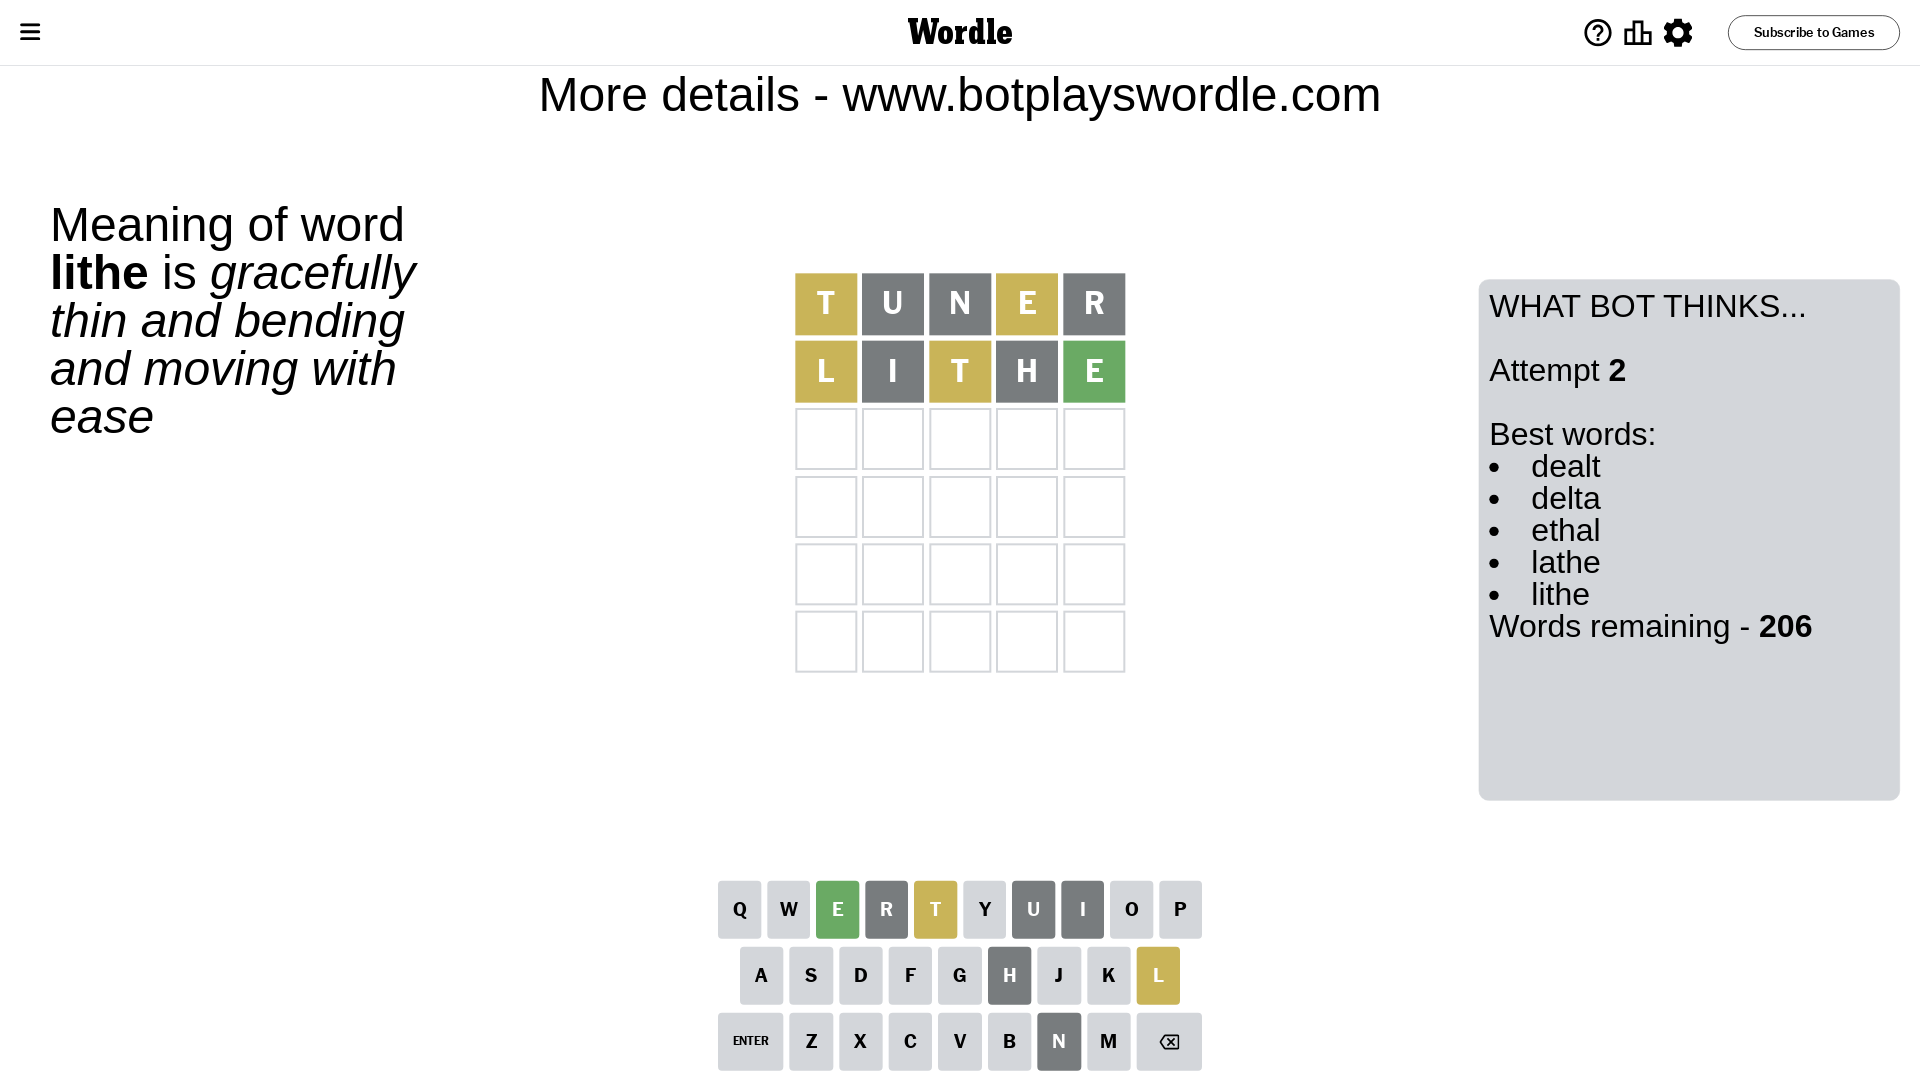 Wordle
Subscribe to Games
More details - www.botplayswordle.com
Meaning of word
lithe is gracefully
thin and bending
and moving with
ease
T U N E R
L I T H E
WHAT BOT THINKS...
Attempt 2
Best words:
• dealt
• delta
• ethal
• lathe
• lithe
Words remaining - 206
Q W E R T Y U I O P
A S D F G H J K L
ENTER Z X C V B N M